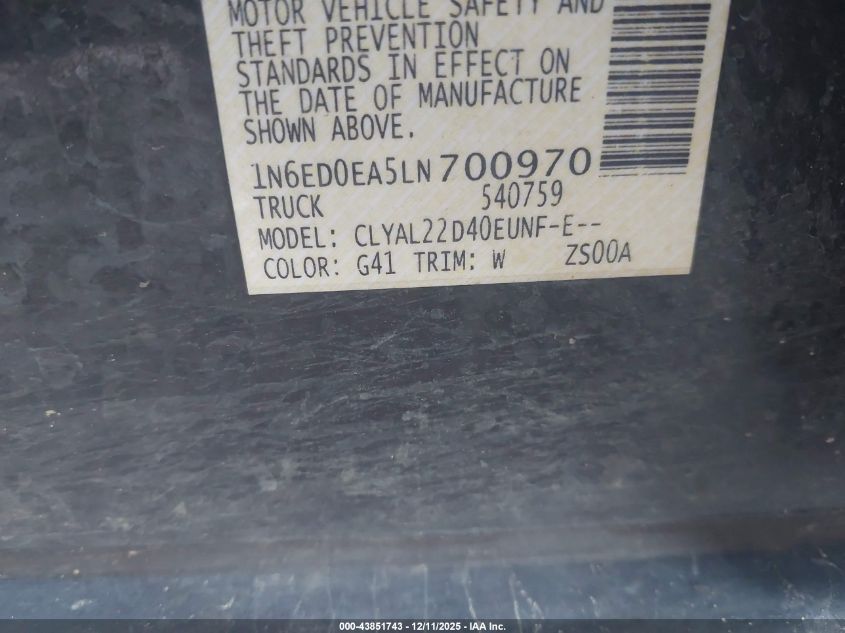 MOTOR VEHICLE SAFETY AND
THEFT PREVENTION
STANDARDS IN EFFECT ON
THE DATE OF MANUFACTURE
SHOWN ABOVE.
1N6ED0EA5LN700970
TRUCK 540759
MODEL: CLYAL22D40EUNF-E--
COLOR: G41 TRIM: W ZS00A
000-43851743 - 12/11/2025 - IAA Inc.